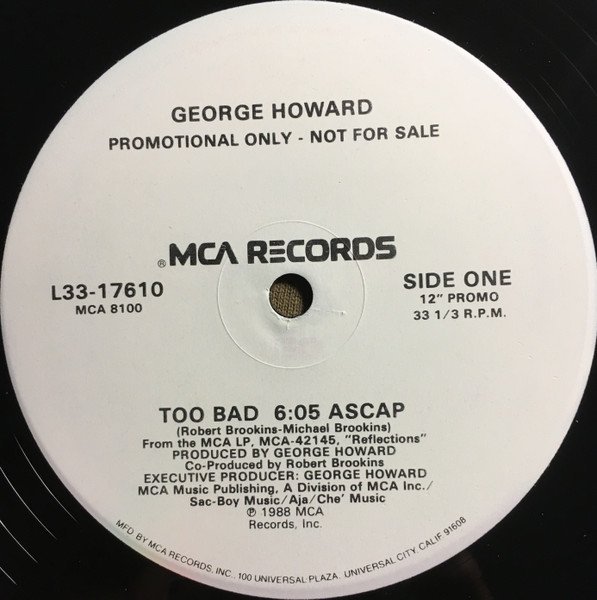 GEORGE HOWARD
PROMOTIONAL ONLY - NOT FOR SALE
® MCA RECORDS
L33-17610
MCA 8100
SIDE ONE
12" PROMO
33 1/3 R.P.M.
TOO BAD 6:05 ASCAP
(Robert Brookins-Michael Brookins)
From the MCA LP, MCA-42145, "Reflections"
PRODUCED BY GEORGE HOWARD
Co-Produced by Robert Brookins
EXECUTIVE PRODUCER: GEORGE HOWARD
MCA Music Publishing, A Division of MCA Inc./
Sac-Boy Music/Aja/Che' Music
℗ 1988 MCA
Records, Inc.
MFD. BY MCA RECORDS, INC., 100 UNIVERSAL PLAZA, UNIVERSAL CITY, CALIF. 91608